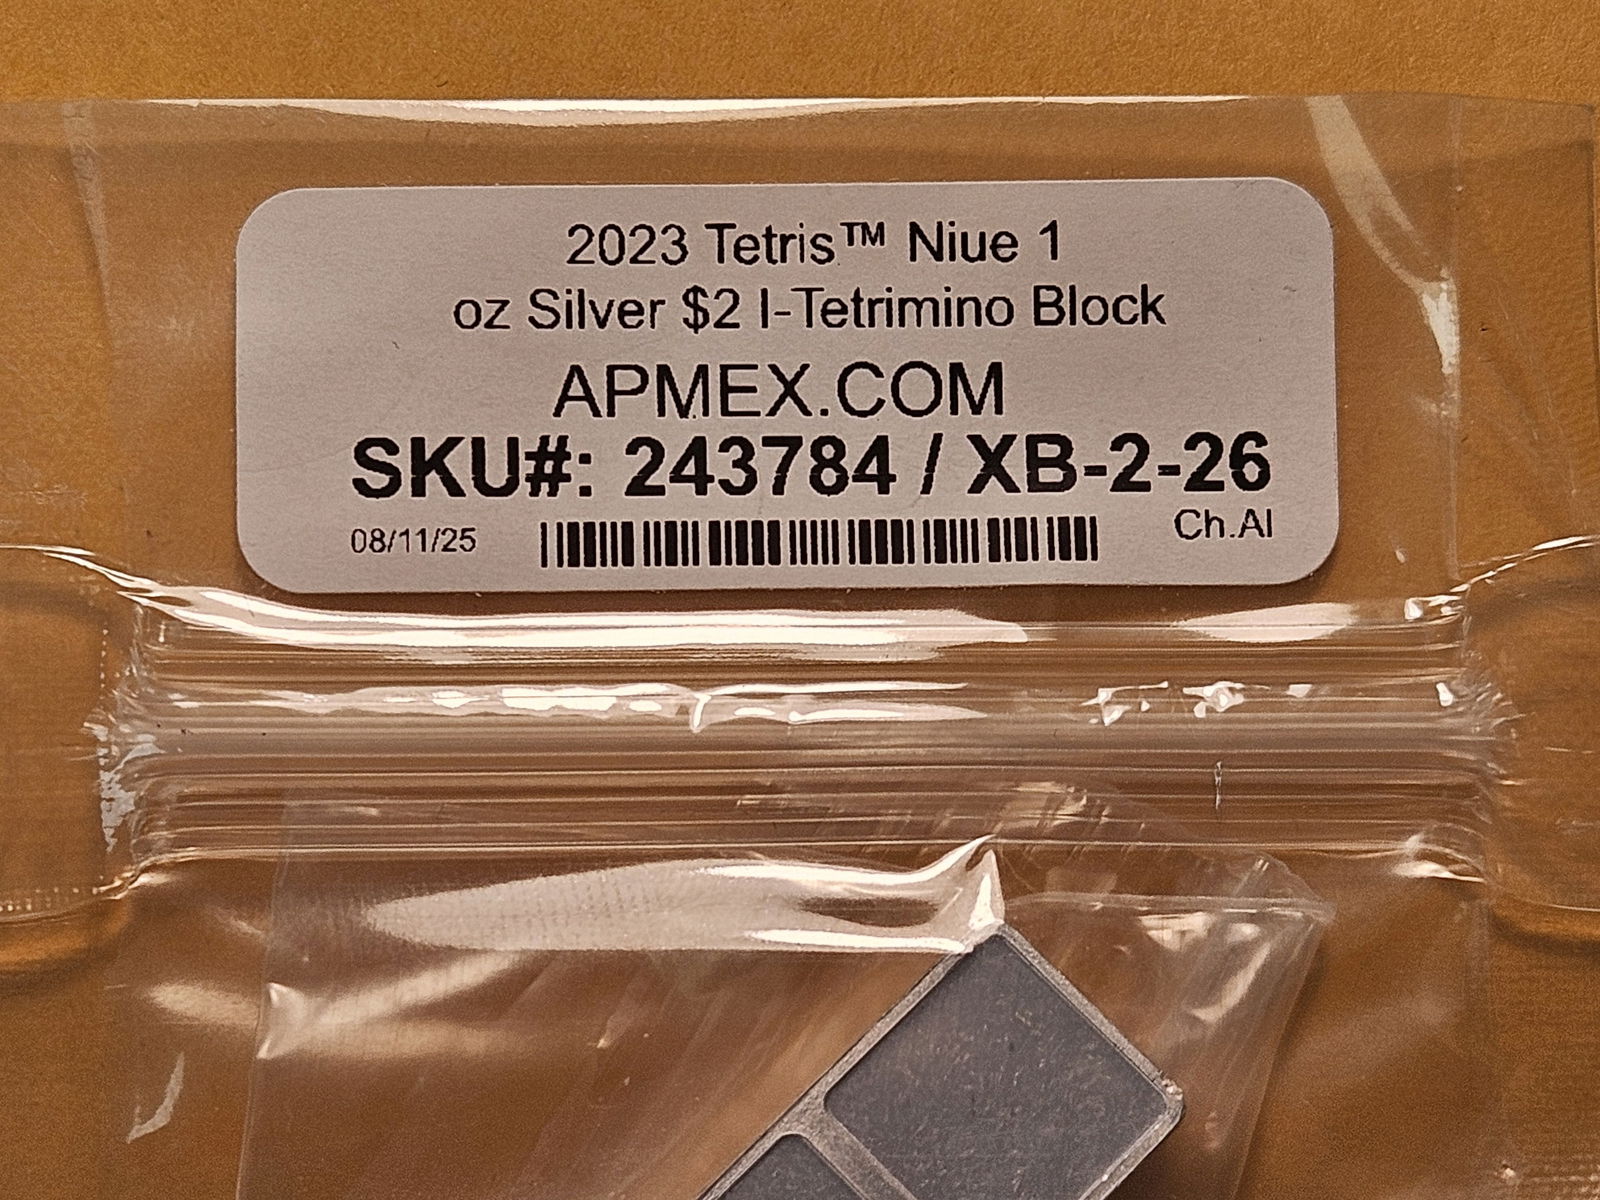 2023 Tetris™ Niue 1
oz Silver $2 I-Tetrimino Block
APMEX.COM
SKU#: 243784 / XB-2-26
08/11/25
Ch.Al